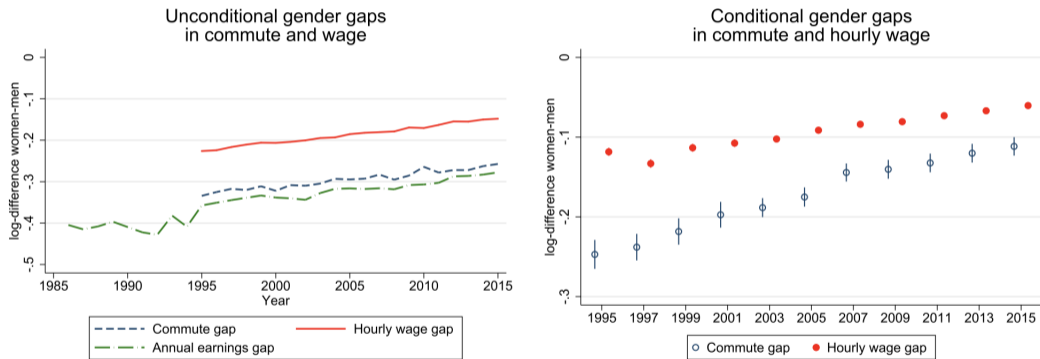 Unconditional gender gaps
in commute and wage
log-difference women-men
0
-.1
-.2
-.3
-.4
-.5
1985 1990 1995 2000 2005 2010 2015
Year
Commute gap Hourly wage gap
Annual earnings gap
Conditional gender gaps
in commute and hourly wage
log-difference women-men
0
-.1
-.2
-.3
1995 1997 1999 2001 2003 2005 2007 2009 2011 2013 2015
Commute gap Hourly wage gap